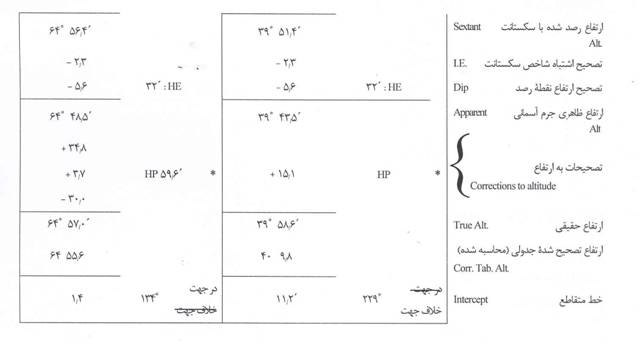 ارتفاع رصد شده با سکستانت Sextant ۳۹° ۵۱٫۴′ ۶۴° ۵۶٫۴′
Alt.
تصحیح اشتباه شاخص سکستانت I.E. − ۲٫۳ − ۲٫۳
تصحیح ارتفاع نقطهٔ رصد Dip ۳۲′ : HE − ۵٫۶ ۳۲′ : HE − ۵٫۶
ارتفاع ظاهری جرم آسمانی Apparent ۳۹° ۴۳٫۵′ ۶۴° ۴۸٫۵′
Alt
+ ۳۴٫۸
تصحیحات به ارتفاع * HP + ۱۵٫۱ * HP ۵۹٫۶′ + ۳٫۷
Corrections to altitude
− ۳۰٫۰
ارتفاع حقیقی True Alt. ۳۹° ۵۸٫۶′ ۶۴° ۵۷٫۰′
ارتفاع تصحیح شدهٔ جدولی (محاسبه شده) ۴۰ ۹٫۸ ۶۴ ۵۵٫۶
Corr. Tab. Alt.
در جهت در جهت
خط متقاطع Intercept ۲۲۹° ۱۱٫۲′ ۱۳۴° ۱٫۴
خلاف جهت خلاف جهت